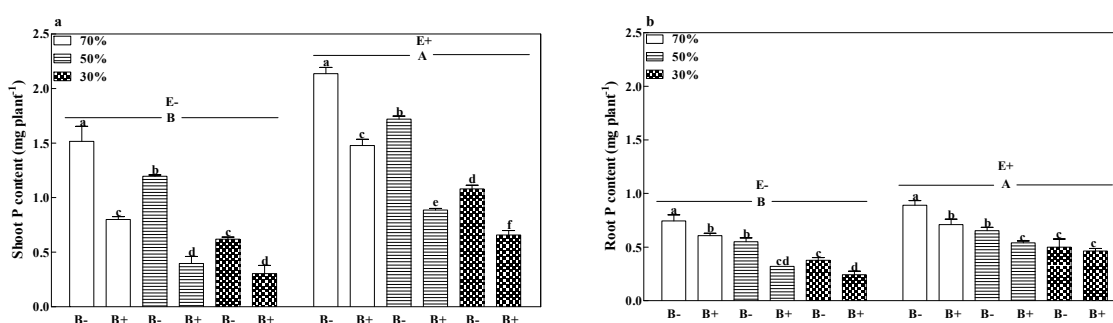 a
2.5
70%
50%
30%
E+
A
a
2.0
E-
B
b
a
1.5
c
b
1.0
d
e
c
c
f
0.5
d
d
0.0
B- B+ B- B+ B- B+ B- B+ B- B+ B- B+
Shoot P content (mg plant-1)
b
2.5
70%
50%
30%
2.0
1.5
E+
E-
A
1.0
B
a
a
b
b
b
b
c
c
c
0.5
cd
c
d
0.0
B- B+ B- B+ B- B+ B- B+ B- B+ B- B+
Root P content (mg plant-1)